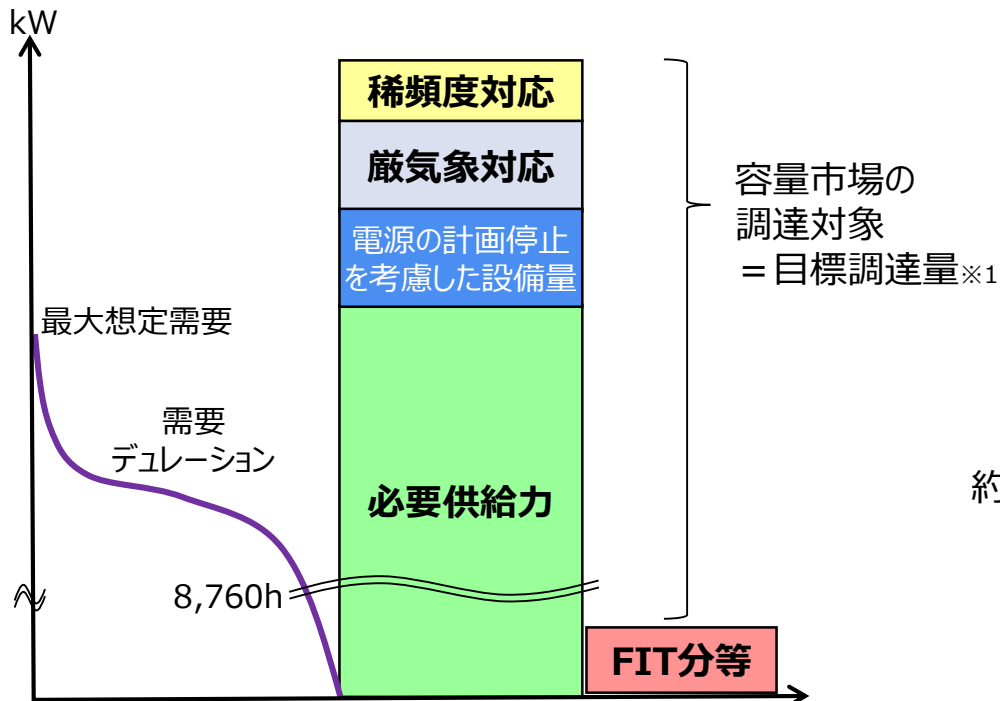 kW
稀頻度対応
厳気象対応
電源の計画停止
を考慮した設備量
容量市場の
調達対象
＝目標調達量※1
最大想定需要
需要
デュレーション
必要供給力
約
8,760h
FIT分等